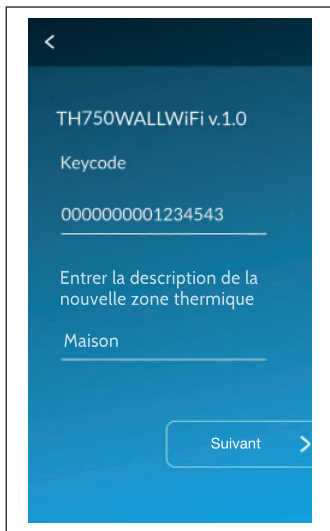 TH750WALLWiFi v.1.0
Keycode
0000000001234543
Entrer la description de la
nouvelle zone thermique
Maison
Suivant